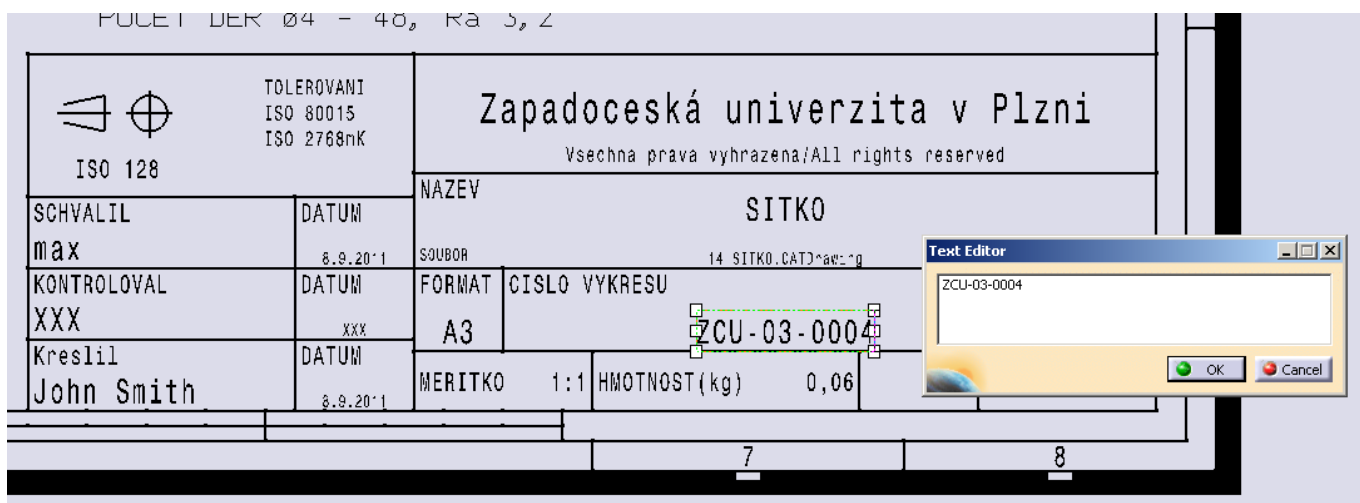 POCET DER Ø4 - 48, Ra 3,2
TOLEROVANI
ISO 80015
ISO 2768mK
ISO 128
Zapadoceská univerzita v Plzni
Vsechna prava vyhrazena/All rights reserved
NAZEV
SITKO
SOUBOR
14 SITKO.CATDrawing
SCHVALIL
max
DATUM
8.9.2011
KONTROLOVAL
XXX
DATUM
XXX
FORMAT
A3
CISLO VYKRESU
ZCU-03-0004
Kreslil
John Smith
DATUM
8.9.2011
MERITKO 1:1
HMOTNOST(kg) 0,06
Text Editor
ZCU-03-0004
OK
Cancel
7
8